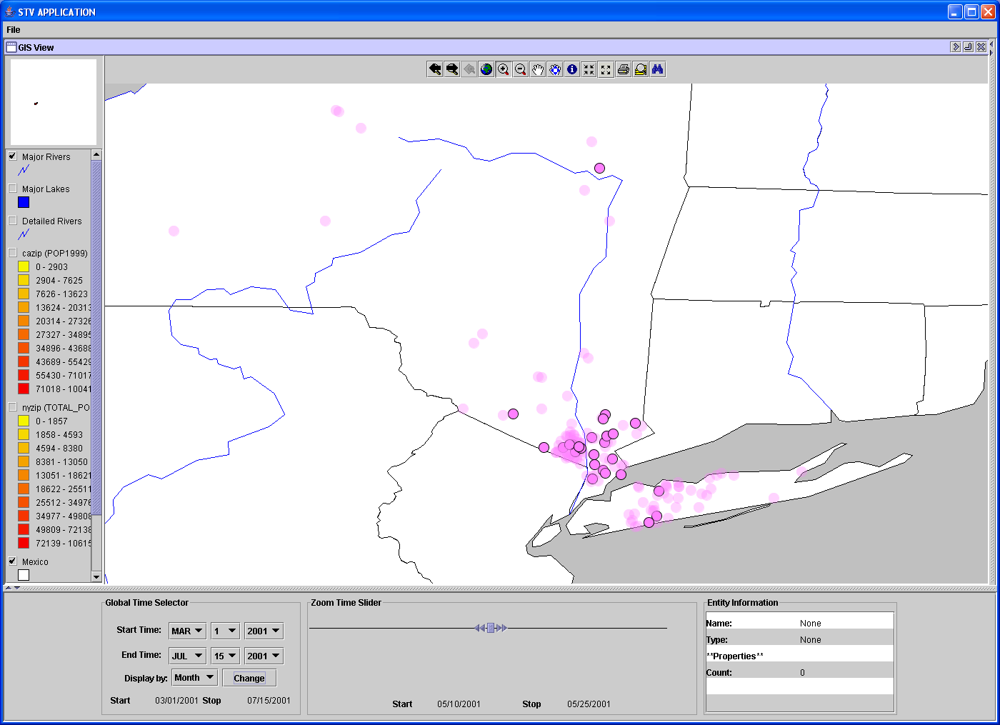 STV APPLICATION
File
GIS View
Major Rivers
Major Lakes
Detailed Rivers
cazip (POP1999)
0 - 2903
2904 - 7625
7626 - 13623
13624 - 20313
20314 - 27326
27327 - 34895
34896 - 43688
43689 - 55429
55430 - 71017
71018 - 10041
nyzip (TOTAL_PO
0 - 1857
1858 - 4593
4594 - 8380
8381 - 13050
13051 - 18621
18622 - 25511
25512 - 34976
34977 - 49808
49809 - 72138
72139 - 10615
Mexico
Global Time Selector
Start Time: MAR 1 2001
End Time: JUL 15 2001
Display by: Month Change
Start 03/01/2001 Stop 07/15/2001
Zoom Time Slider
Start 05/10/2001 Stop 05/25/2001
Entity Information
Name: None
Type: None
**Properties**
Count: 0